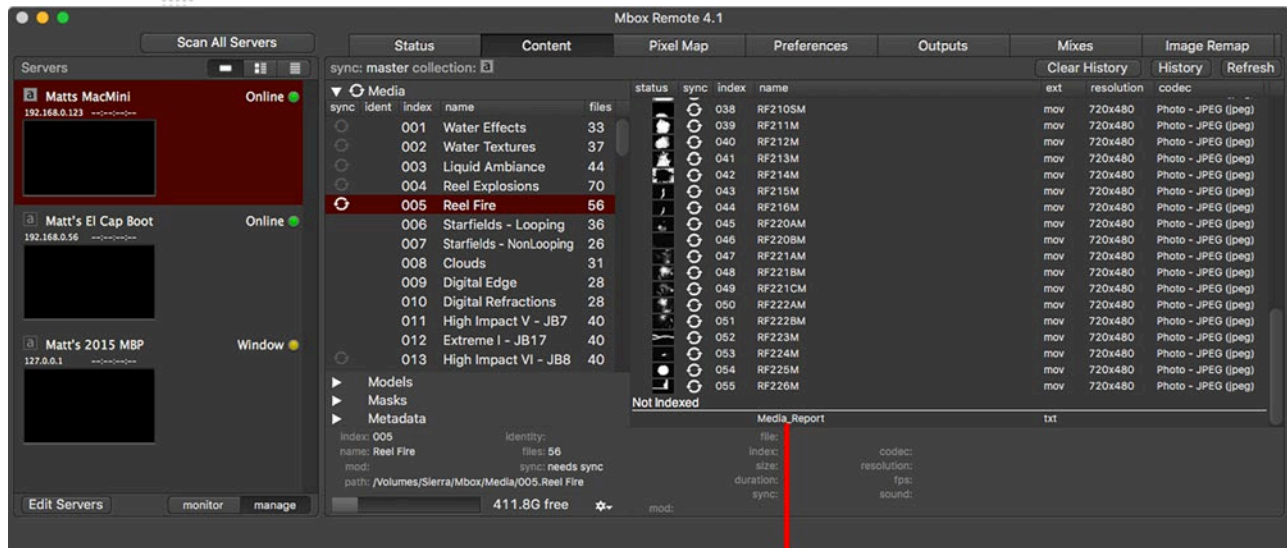 Mbox Remote 4.1
Scan All Servers
Status Content Pixel Map Preferences Outputs Mixes Image Remap
Servers
sync: master collection: a
Clear History History Refresh
a Matts MacMini Online
192.168.0.123 --:--:--:--
a Matt's El Cap Boot Online
192.168.0.56 --:--:--:--
a Matt's 2015 MBP Window
127.0.0.1 --:--:--:--
Edit Servers monitor manage
Media
sync ident index name files
001 Water Effects 33
002 Water Textures 37
003 Liquid Ambiance 44
004 Reel Explosions 70
005 Reel Fire 56
006 Starfields - Looping 36
007 Starfields - NonLooping 26
008 Clouds 31
009 Digital Edge 28
010 Digital Refractions 28
011 High Impact V - JB7 40
012 Extreme I - JB17 40
013 High Impact VI - JB8 40
Models
Masks
Metadata
index: 005 identity:
name: Reel Fire files: 56
mod: sync: needs sync
path: /Volumes/Sierra/Mbox/Media/005.Reel Fire
411.8G free
status sync index name ext resolution codec
038 RF210SM mov 720x480 Photo - JPEG (jpeg)
039 RF211M mov 720x480 Photo - JPEG (jpeg)
040 RF212M mov 720x480 Photo - JPEG (jpeg)
041 RF213M mov 720x480 Photo - JPEG (jpeg)
042 RF214M mov 720x480 Photo - JPEG (jpeg)
043 RF215M mov 720x480 Photo - JPEG (jpeg)
044 RF216M mov 720x480 Photo - JPEG (jpeg)
045 RF220AM mov 720x480 Photo - JPEG (jpeg)
046 RF220BM mov 720x480 Photo - JPEG (jpeg)
047 RF221AM mov 720x480 Photo - JPEG (jpeg)
048 RF221BM mov 720x480 Photo - JPEG (jpeg)
049 RF221CM mov 720x480 Photo - JPEG (jpeg)
050 RF222AM mov 720x480 Photo - JPEG (jpeg)
051 RF222BM mov 720x480 Photo - JPEG (jpeg)
052 RF223M mov 720x480 Photo - JPEG (jpeg)
053 RF224M mov 720x480 Photo - JPEG (jpeg)
054 RF225M mov 720x480 Photo - JPEG (jpeg)
055 RF226M mov 720x480 Photo - JPEG (jpeg)
Not Indexed
Media_Report txt
file:
index: codec:
size: resolution:
duration: fps:
sync: sound:
mod: